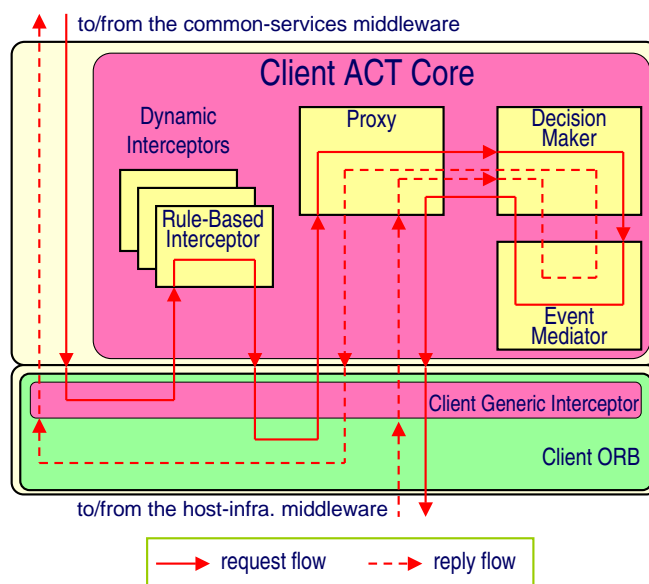 to/from the common-services middleware
Client ACT Core
Dynamic
Interceptors
Proxy
Decision
Maker
Rule-Based
Interceptor
Event
Mediator
Client Generic Interceptor
Client ORB
to/from the host-infra. middleware
request flow
reply flow